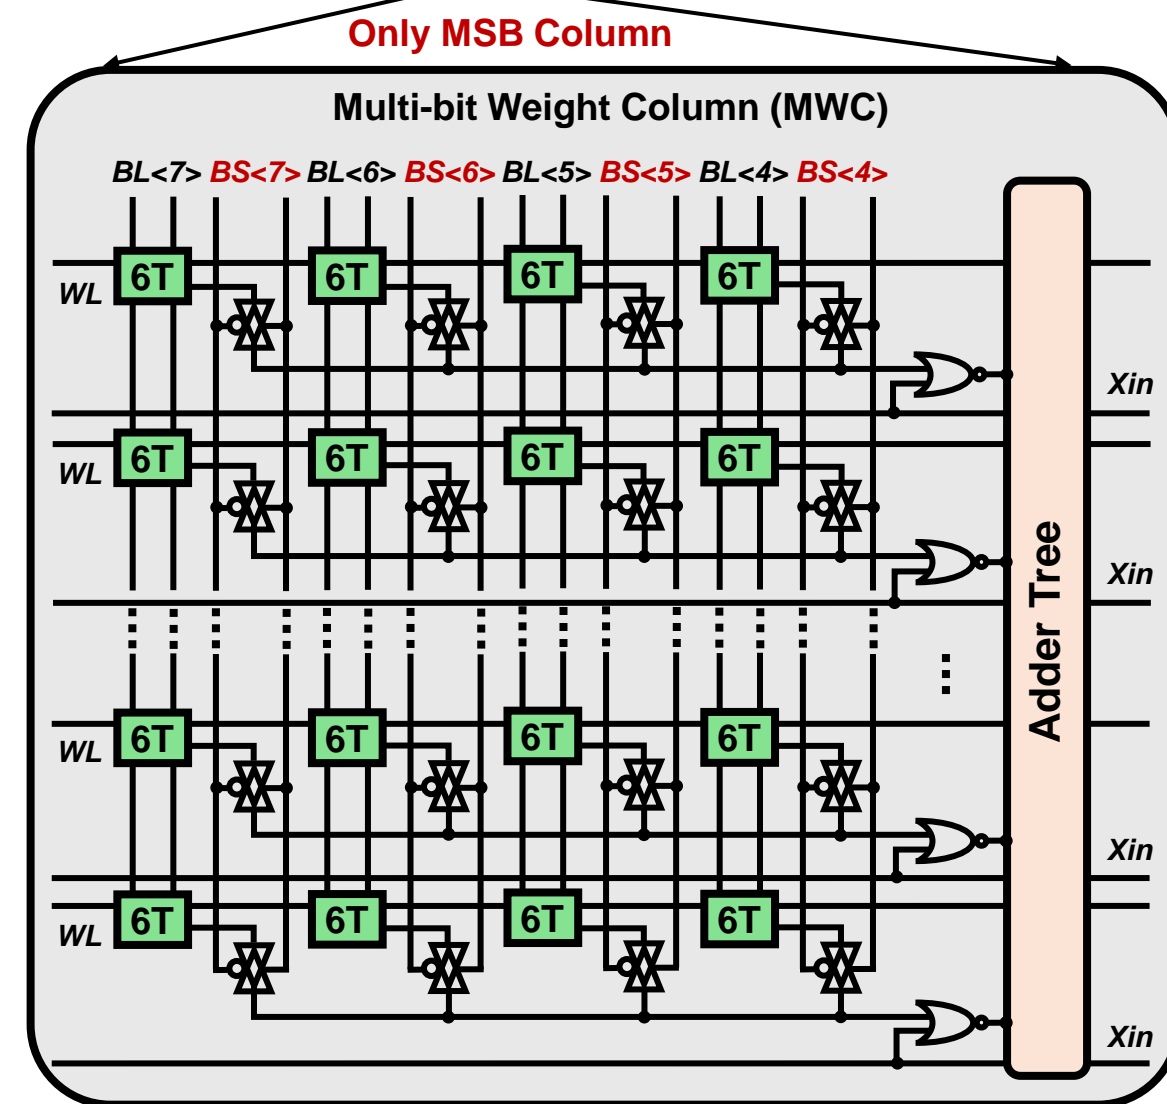 Only MSB Column
Multi-bit Weight Column (MWC)
BL<7> BS<7> BL<6> BS<6> BL<5> BS<5> BL<4> BS<4>
6T 6T 6T 6T
WL
Xin
6T 6T 6T 6T
WL
Xin
Adder Tree
6T 6T 6T 6T
WL
Xin
6T 6T 6T 6T
WL
Xin